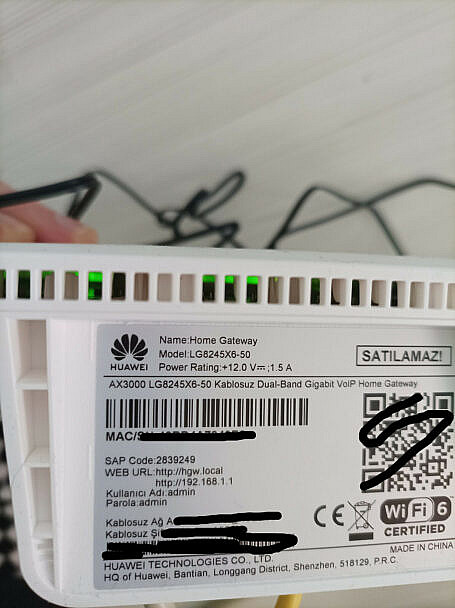 HUAWEI
Name:Home Gateway
Model:LG8245X6-50
Power Rating:+12.0 V⎓;1.5 A
SATILAMAZ!
AX3000 LG8245X6-50 Kablosuz Dual-Band Gigabit VoIP Home Gateway
MAC/S
SAP Code:2839249
WEB URL:http://hgw.local
http://192.168.1.1
Kullanıcı Adı:admin
Parola:admin
Kablosuz Ağ A
Kablosuz Şi
CE
Wi Fi 6
CERTIFIED
MADE IN CHINA
HUAWEI TECHNOLOGIES CO., LTD.
HQ of Huawei, Bantian, Longgang District, Shenzhen, 518129, P.R.C.